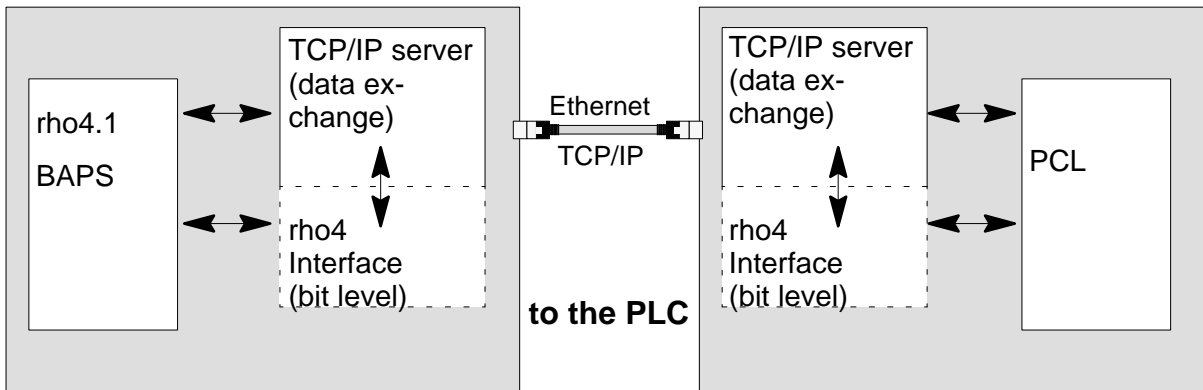 rho4.1
BAPS
TCP/IP server
(data ex-
change)
rho4
Interface
(bit level)
Ethernet
TCP/IP
to the PLC
TCP/IP server
(data ex-
change)
rho4
Interface
(bit level)
PCL